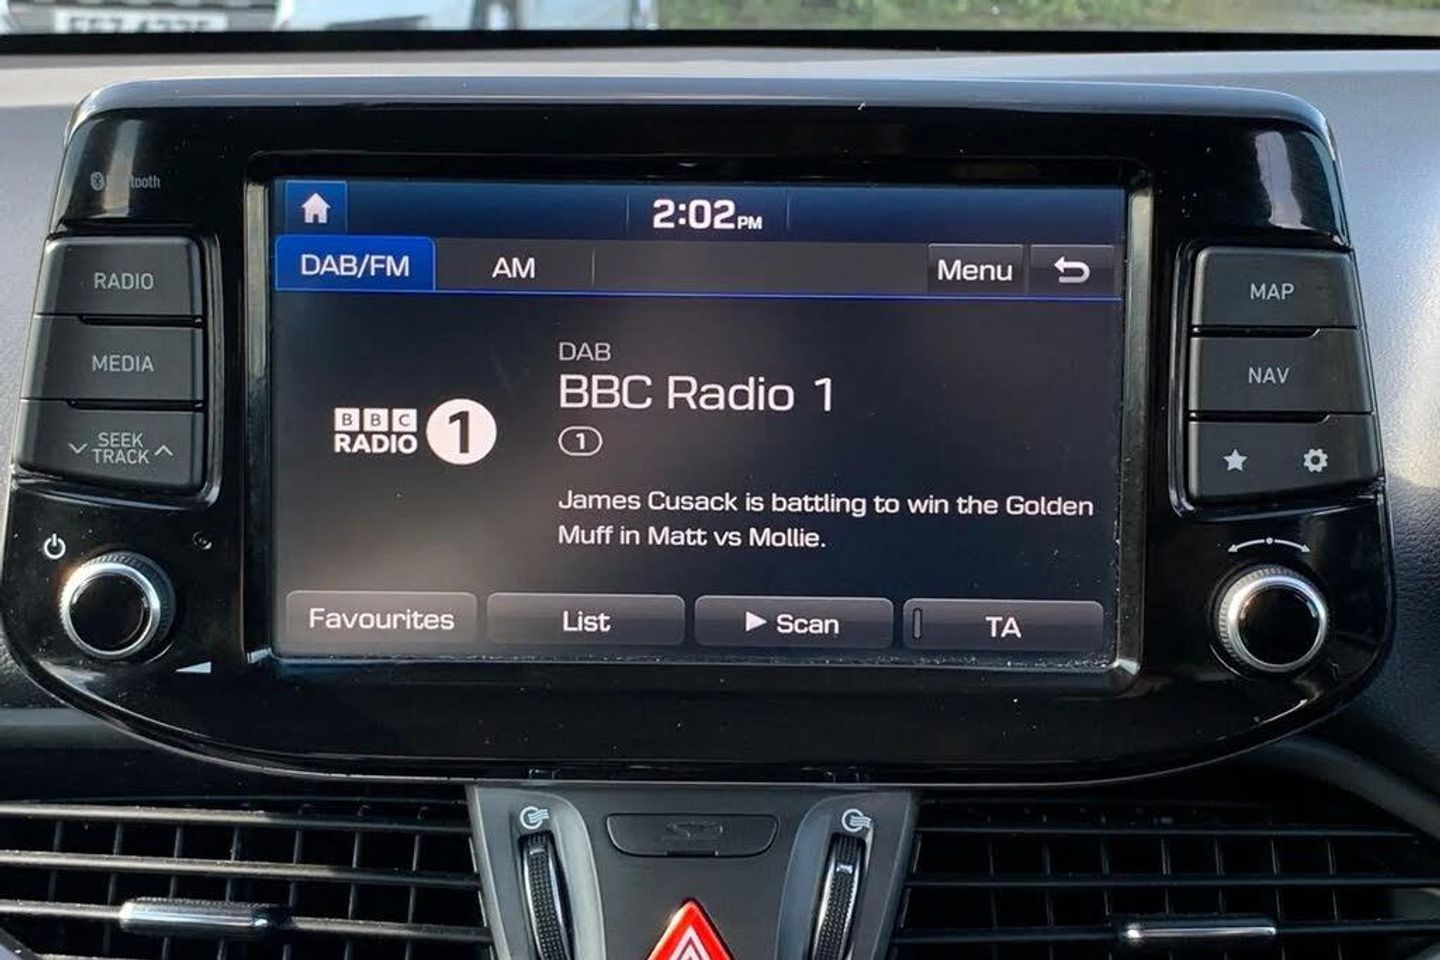 2:02PM
DAB/FM
AM
Menu
RADIO
MEDIA
SEEK
TRACK
DAB
BBC Radio 1
1
BBC
RADIO 1
James Cusack is battling to win the Golden
Muff in Matt vs Mollie.
Favourites
List
Scan
TA
MAP
NAV